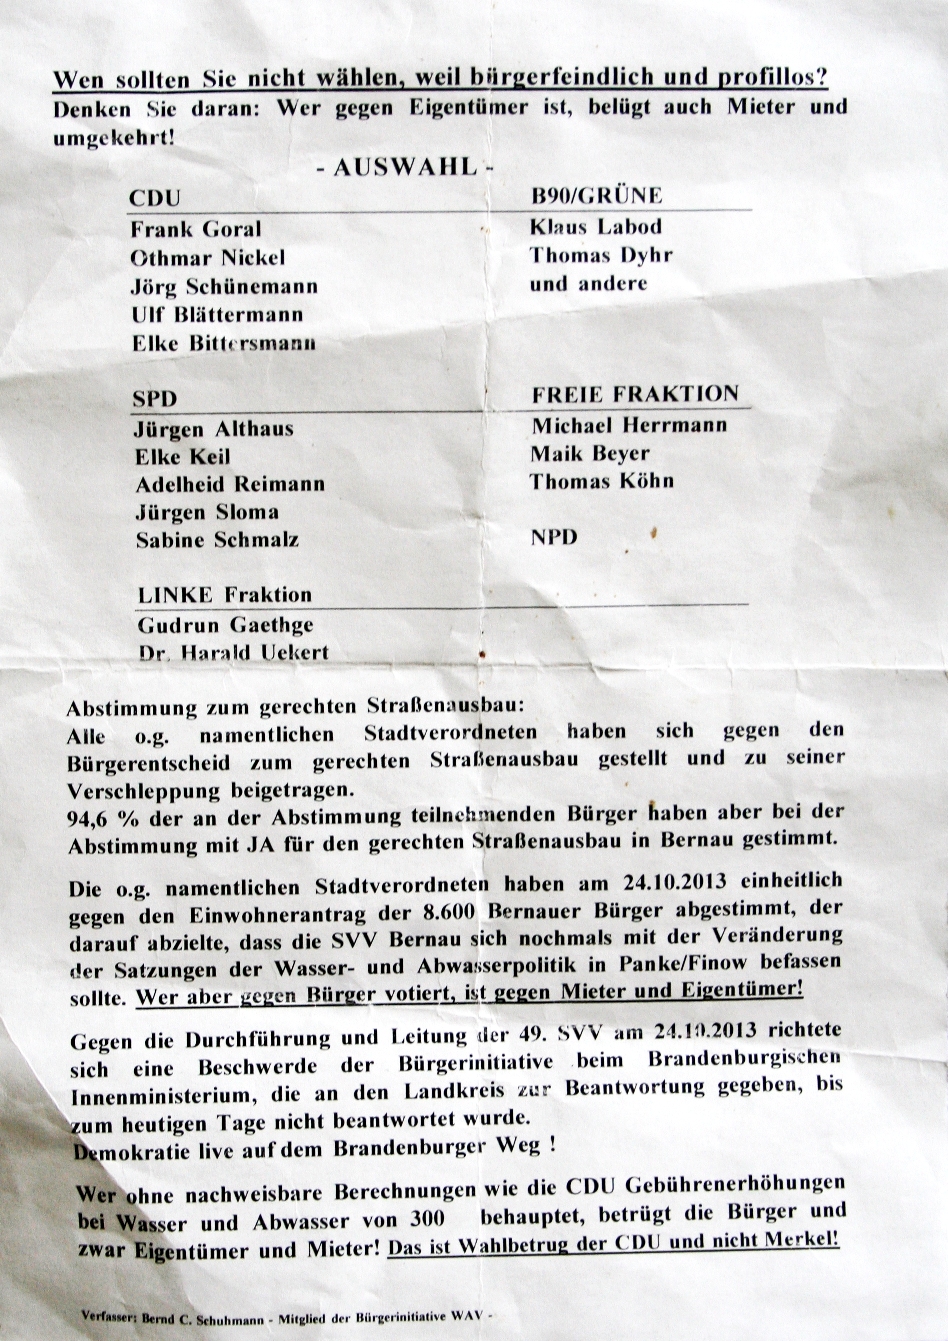 Wen sollten Sie nicht wählen, weil bürgerfeindlich und profillos?
Denken Sie daran: Wer gegen Eigentümer ist, belügt auch Mieter und
umgekehrt!
- AUSWAHL -
CDU
Frank Goral
Othmar Nickel
Jörg Schünemann
Ulf Blättermann
Elke Bittersmann
B90/GRÜNE
Klaus Labod
Thomas Dyhr
und andere
SPD
Jürgen Althaus
Elke Keil
Adelheid Reimann
Jürgen Sloma
Sabine Schmalz
FREIE FRAKTION
Michael Herrmann
Maik Beyer
Thomas Köhn
NPD
LINKE Fraktion
Gudrun Gaethge
Dr. Harald Uekert
Abstimmung zum gerechten Straßenausbau:
Alle o.g. namentlichen Stadtverordneten haben sich gegen den
Bürgerentscheid zum gerechten Straßenausbau gestellt und zu seiner
Verschleppung beigetragen.
94,6 % der an der Abstimmung teilnehmenden Bürger haben aber bei der
Abstimmung mit JA für den gerechten Straßenausbau in Bernau gestimmt.
Die o.g. namentlichen Stadtverordneten haben am 24.10.2013 einheitlich
gegen den Einwohnerantrag der 8.600 Bernauer Bürger abgestimmt, der
darauf abzielte, dass die SVV Bernau sich nochmals mit der Veränderung
der Satzungen der Wasser- und Abwasserpolitik in Panke/Finow befassen
sollte. Wer aber gegen Bürger votiert, ist gegen Mieter und Eigentümer!
Gegen die Durchführung und Leitung der 49. SVV am 24.10.2013 richtete
sich eine Beschwerde der Bürgerinitiative beim Brandenburgischen
Innenministerium, die an den Landkreis zur Beantwortung gegeben, bis
zum heutigen Tage nicht beantwortet wurde.
Demokratie live auf dem Brandenburger Weg !
Wer ohne nachweisbare Berechnungen wie die CDU Gebührenerhöhungen
bei Wasser und Abwasser von 300 behauptet, betrügt die Bürger und
zwar Eigentümer und Mieter! Das ist Wahlbetrug der CDU und nicht Merkel!
Verfasser: Bernd C. Schuhmann - Mitglied der Bürgerinitiative WAV -